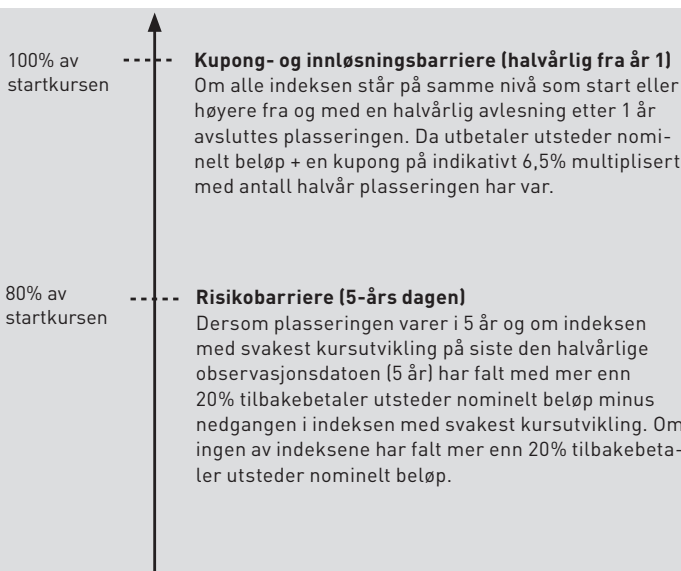 100% av
startkursen
Kupong- og innløsningsbarriere (halvårlig fra år 1)
Om alle indeksen står på samme nivå som start eller
høyere fra og med en halvårlig avlesning etter 1 år
avsluttes plasseringen. Da utbetaler utsteder nomi-
nelt beløp + en kupong på indikativt 6,5% multiplisert
med antall halvår plasseringen har var.
80% av
startkursen
Risikobarriere (5-års dagen)
Dersom plasseringen varer i 5 år og om indeksen
med svakest kursutvikling på siste den halvårlige
observasjonsdatoen (5 år) har falt med mer enn
20% tilbakebetaler utsteder nominelt beløp minus
nedgangen i indeksen med svakest kursutvikling. Om
ingen av indeksene har falt mer enn 20% tilbakebeta-
ler utsteder nominelt beløp.